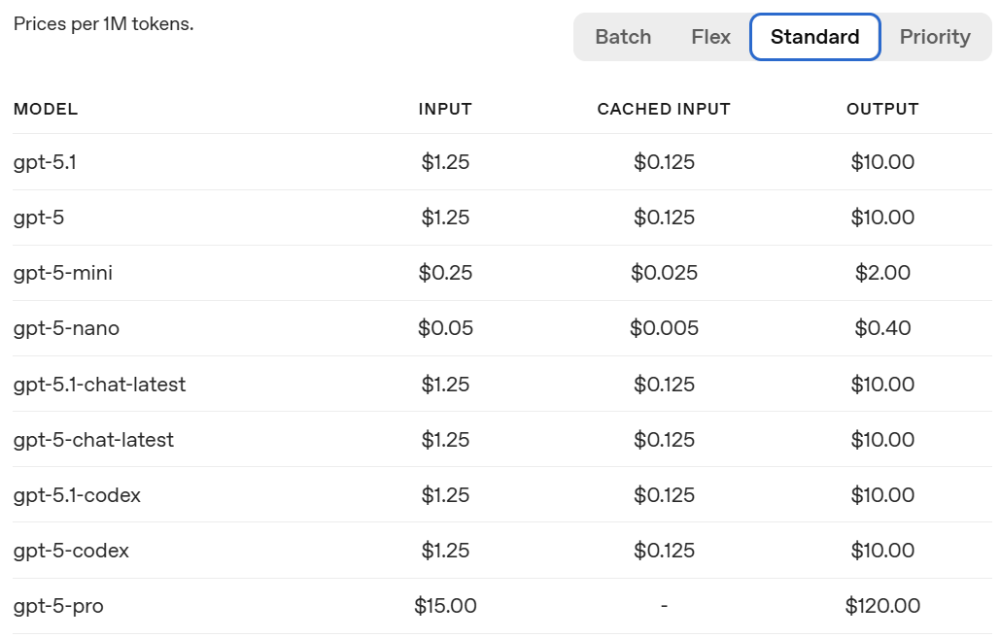 Prices per 1M tokens.
Batch Flex Standard Priority
MODEL INPUT CACHED INPUT OUTPUT
gpt-5.1 $1.25 $0.125 $10.00
gpt-5 $1.25 $0.125 $10.00
gpt-5-mini $0.25 $0.025 $2.00
gpt-5-nano $0.05 $0.005 $0.40
gpt-5.1-chat-latest $1.25 $0.125 $10.00
gpt-5-chat-latest $1.25 $0.125 $10.00
gpt-5.1-codex $1.25 $0.125 $10.00
gpt-5-codex $1.25 $0.125 $10.00
gpt-5-pro $15.00 - $120.00